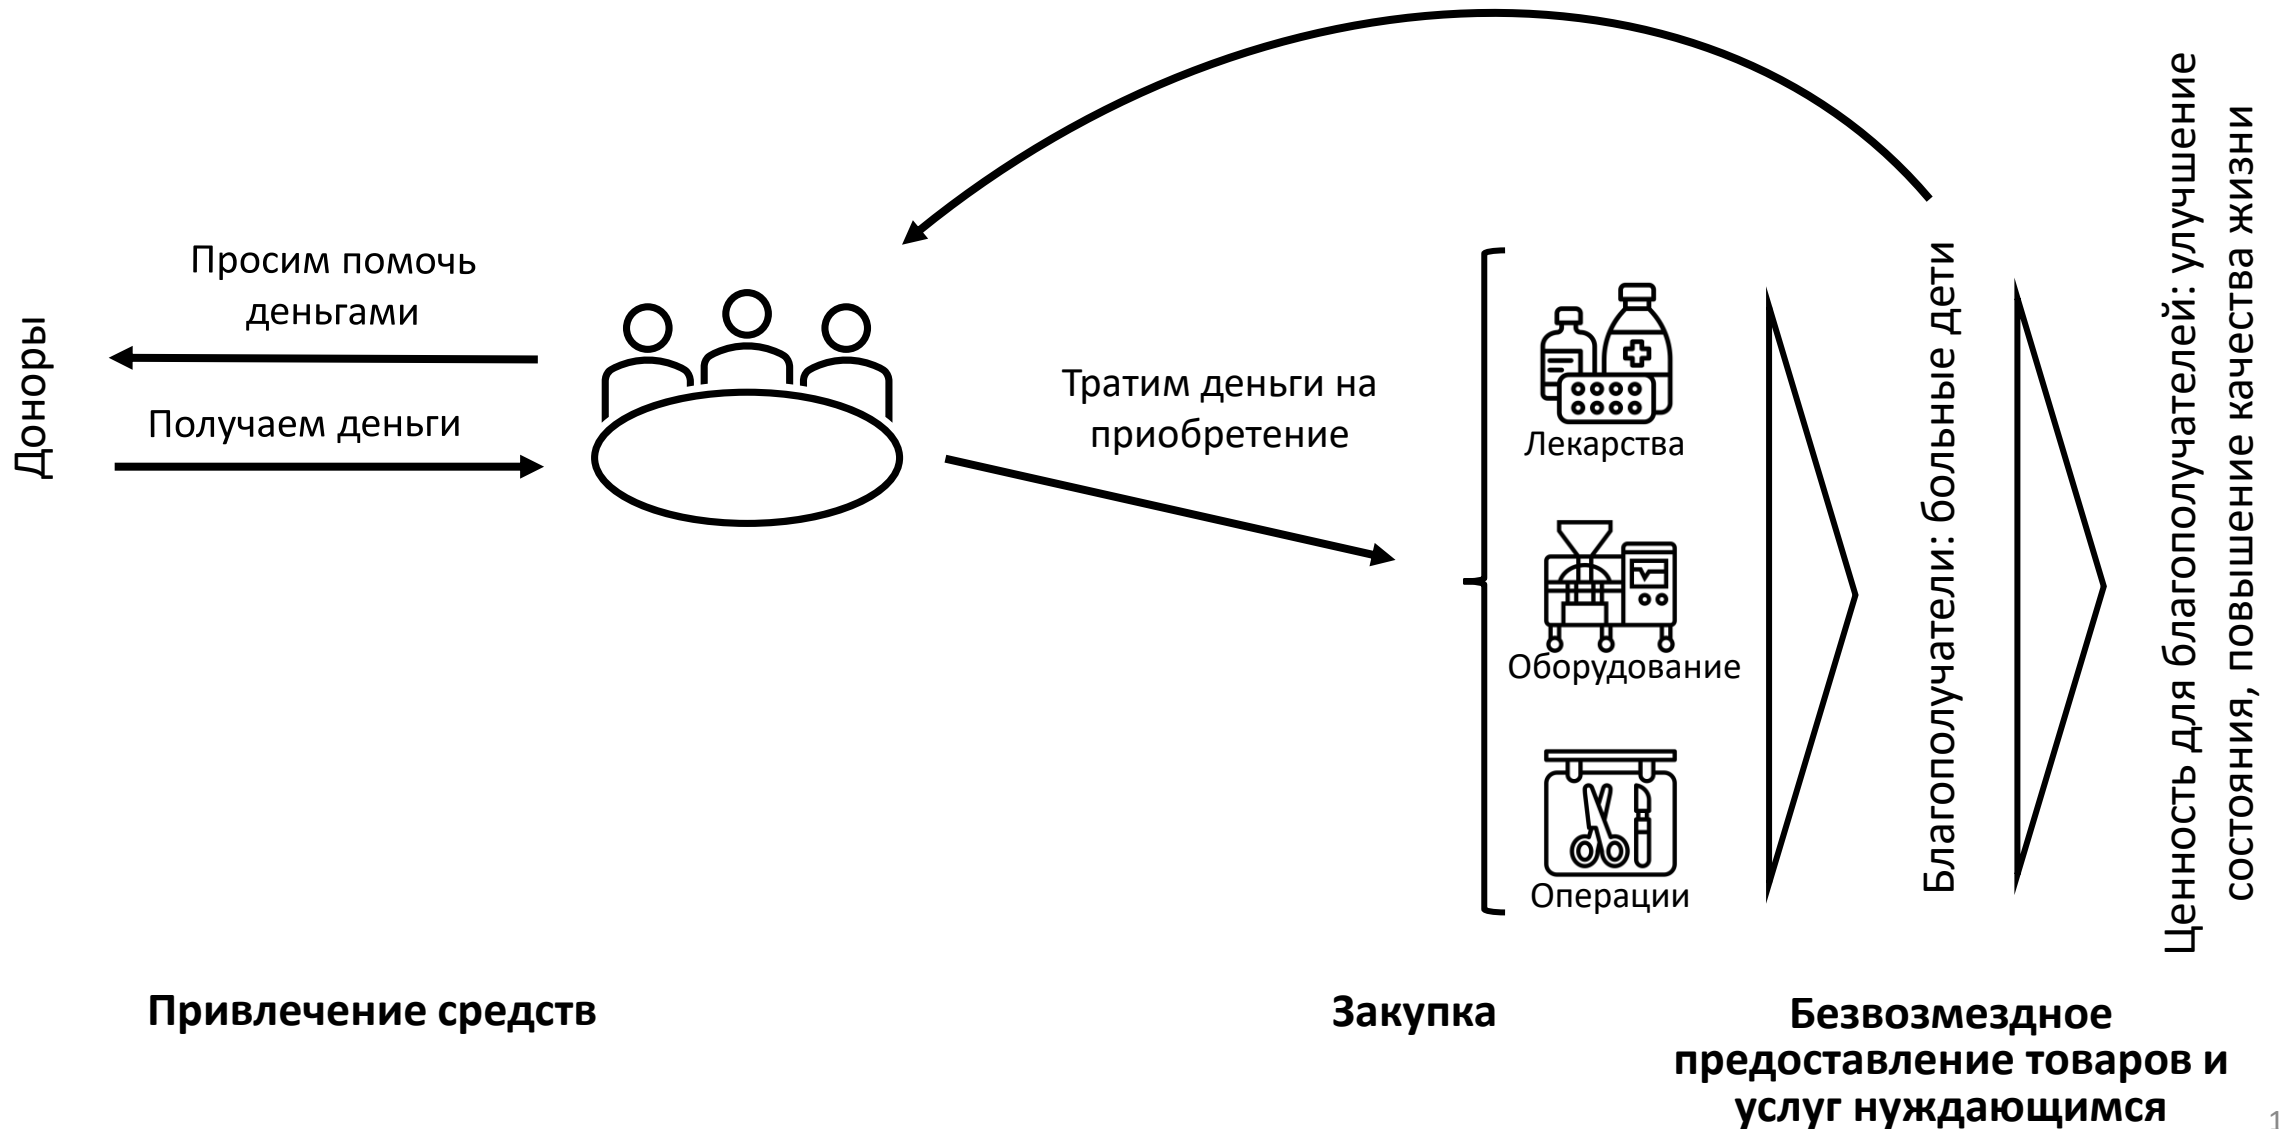 Доноры
Просим помочь
деньгами
Получаем деньги
Тратим деньги на
приобретение
Лекарства
Оборудование
Операции
Благополучатели: больные дети
Ценность для благополучателей: улучшение
состояния, повышение качества жизни
Привлечение средств
Закупка
Безвозмездное
предоставление товаров и
услуг нуждающимся
1